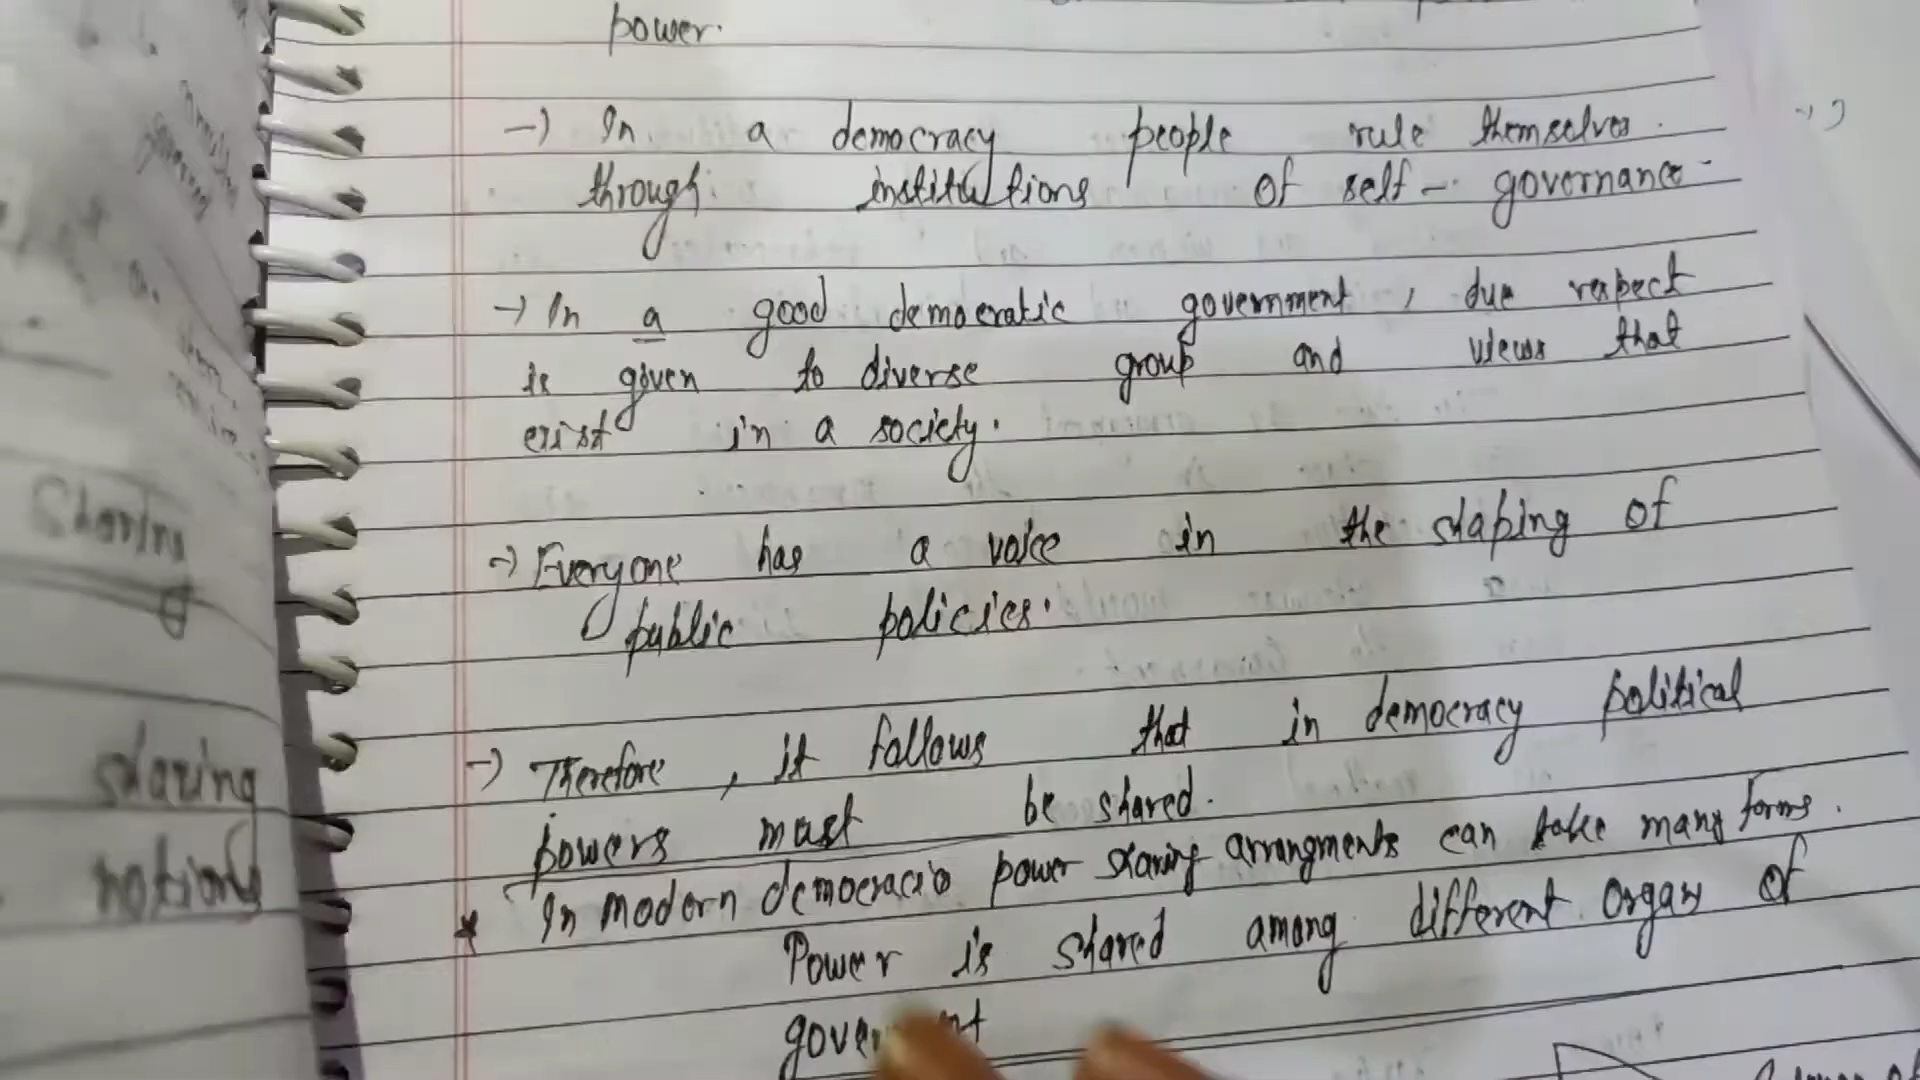 power.
→ In a democracy people rule themselves.
through institutions of self - governance.
→ In a good democratic government, due respect
is given to diverse group and views that
exist in a society.
→ Everyone has a voice in the shaping of
public policies.
→ Therefore, it follows that in democracy political
powers must be shared.
* In modern democracies power sharing arrangments can take many forms.
Power is shared among different organs of
sharing
Sharing
notions